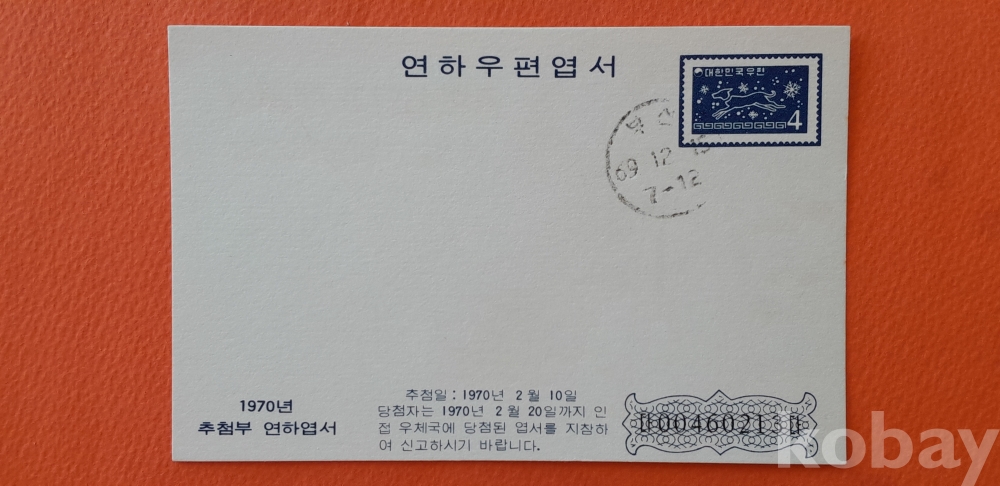 연하우편엽서
대한민국우편
4
부산
69 12
7-12
1970년
추첨부 연하엽서
추첨일 : 1970년 2월 10일
당첨자는 1970년 2월 20일까지 인
접 우체국에 당첨된 엽서를 지참하
여 신고하시기 바랍니다.
00460213
kobay